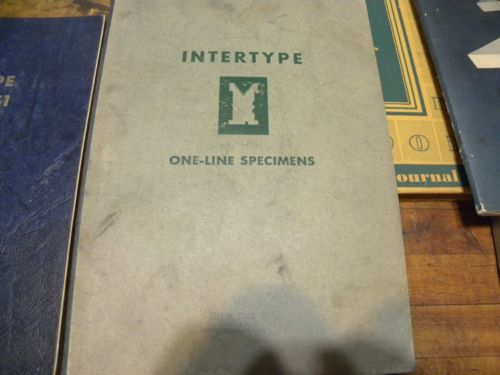 INTERTYPE
ONE-LINE SPECIMENS
Journal